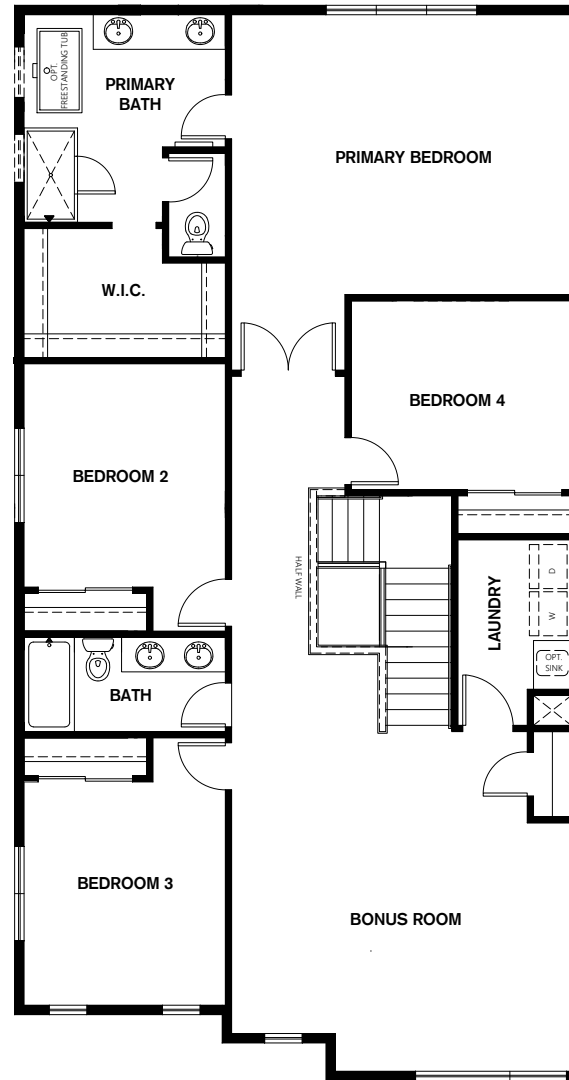 OPT.
FREESTANDING TUB
PRIMARY
BATH
PRIMARY BEDROOM
W.I.C.
BEDROOM 4
BEDROOM 2
HALF WALL
LAUNDRY
D
W
OPT.
SINK
BATH
BEDROOM 3
BONUS ROOM